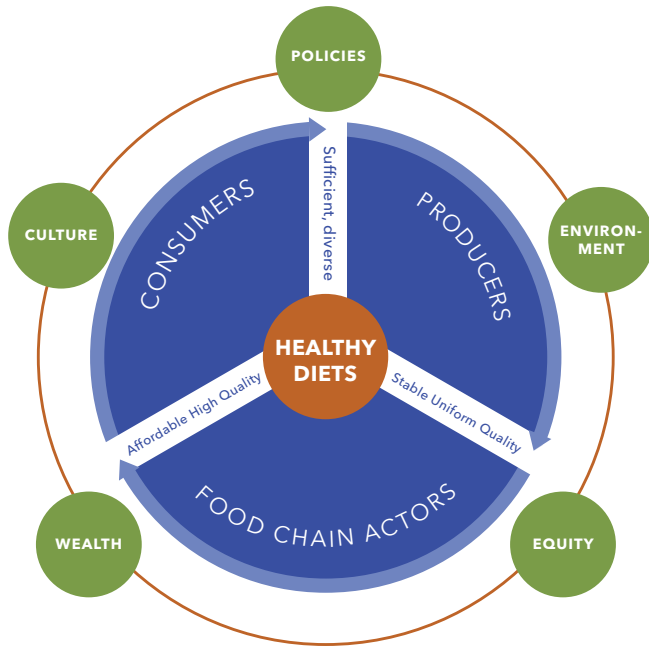 POLICIES
CONSUMERS
Sufficient, diverse
PRODUCERS
CULTURE
ENVIRON-
MENT
HEALTHY
DIETS
Affordable High Quality
Stable Uniform Quality
FOOD CHAIN ACTORS
WEALTH
EQUITY